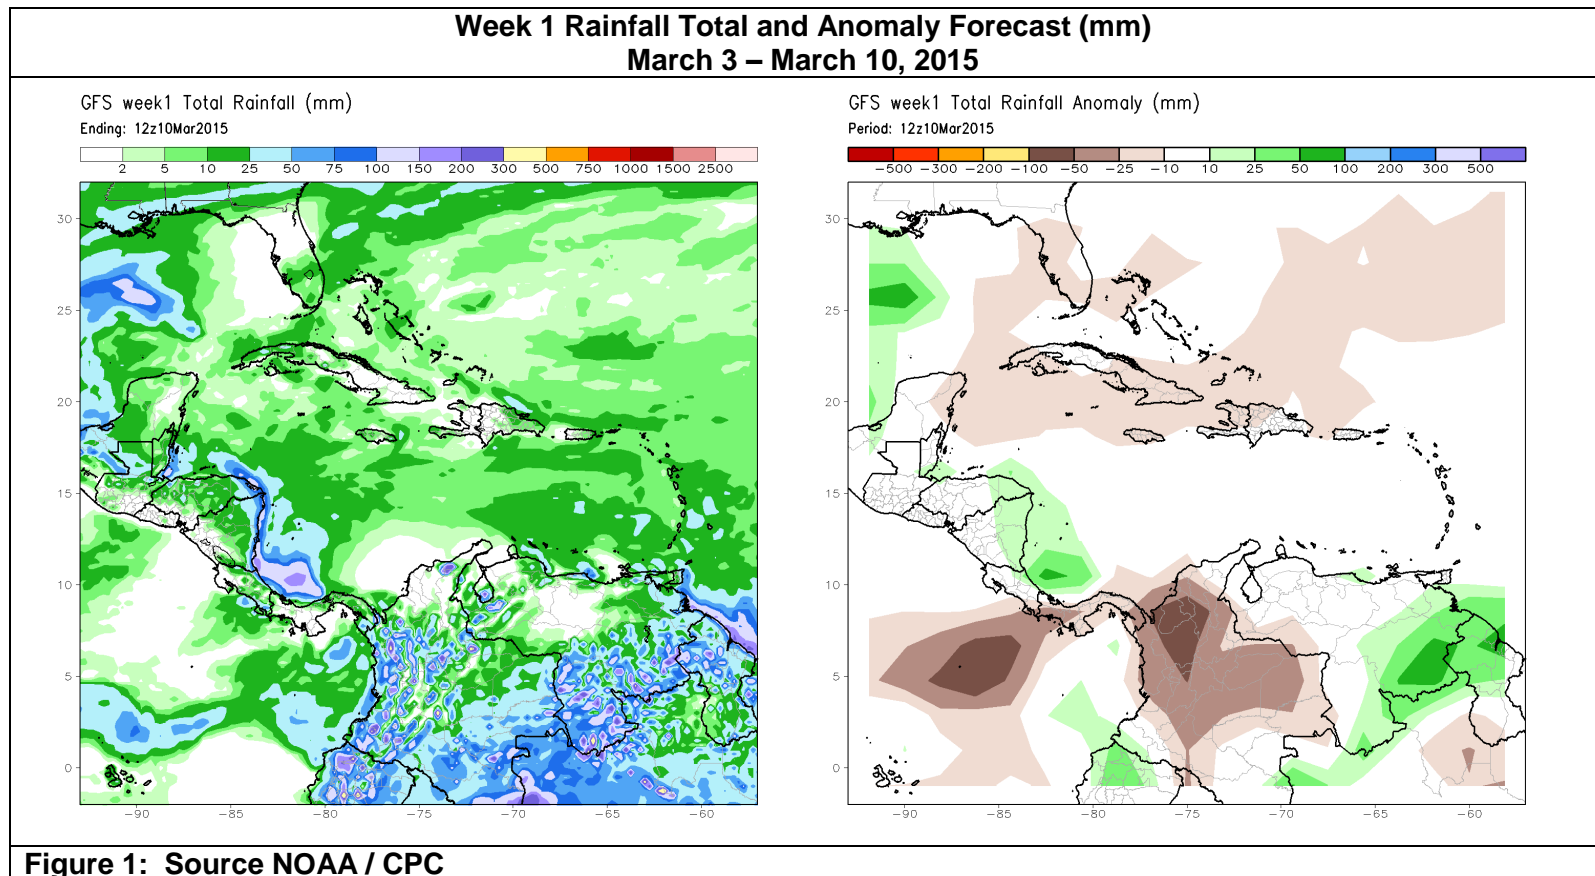 Week 1 Rainfall Total and Anomaly Forecast (mm)
March 3 – March 10, 2015
GFS week1 Total Rainfall (mm)
Ending: 12z10Mar2015
2 5 10 25 50 75 100 150 200 300 500 750 1000 1500 2500
30
25
20
15
10
5
0
−90 −85 −80 −75 −70 −65 −60
GFS week1 Total Rainfall Anomaly (mm)
Period: 12z10Mar2015
−500 −300 −200 −100 −50 −25 −10 10 25 50 100 200 300 500
30
25
20
15
10
5
0
−90 −85 −80 −75 −70 −65 −60
Figure 1: Source NOAA / CPC